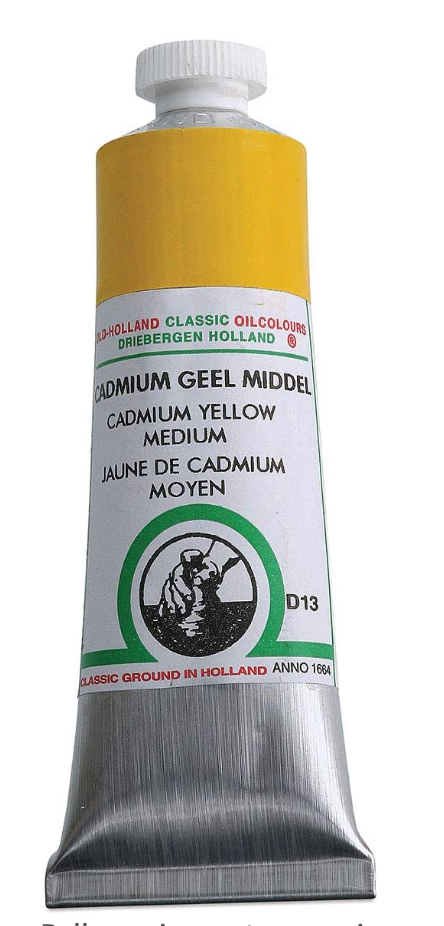 OLD-HOLLAND CLASSIC OILCOLOURS
DRIEBERGEN HOLLAND ®
CADMIUM GEEL MIDDEL
CADMIUM YELLOW
MEDIUM
JAUNE DE CADMIUM
MOYEN
D13
CLASSIC GROUND IN HOLLAND ANNO 1664